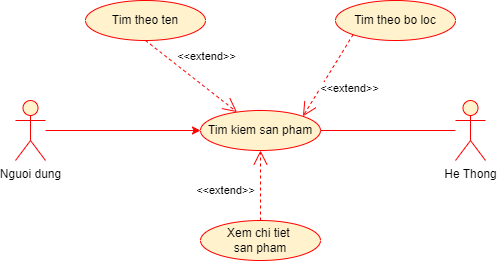 Tim theo ten
Tim theo bo loc
<<extend>>
<<extend>>
Tim kiem san pham
Nguoi dung
He Thong
<<extend>>
Xem chi tiet
san pham